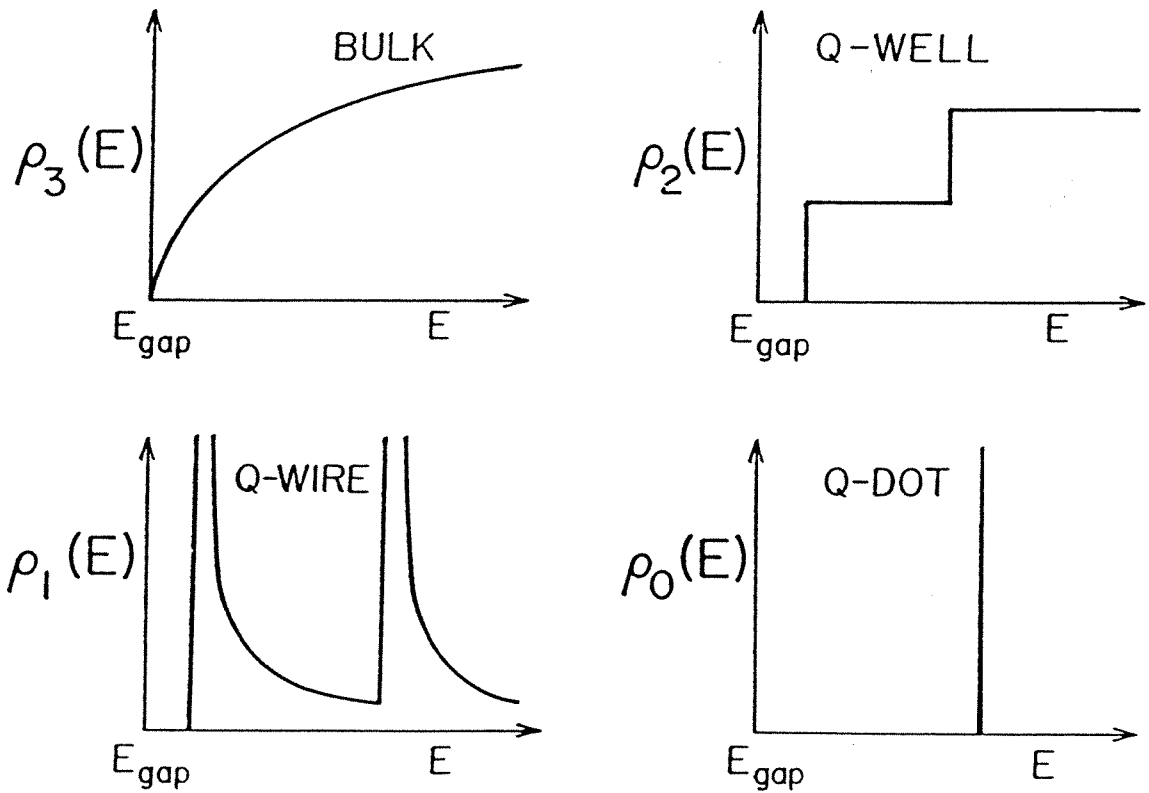 BULK
ρ3(E)
Egap
E
Q-WELL
ρ2(E)
Egap
E
Q-WIRE
ρ1(E)
Egap
E
Q-DOT
ρ0(E)
Egap
E